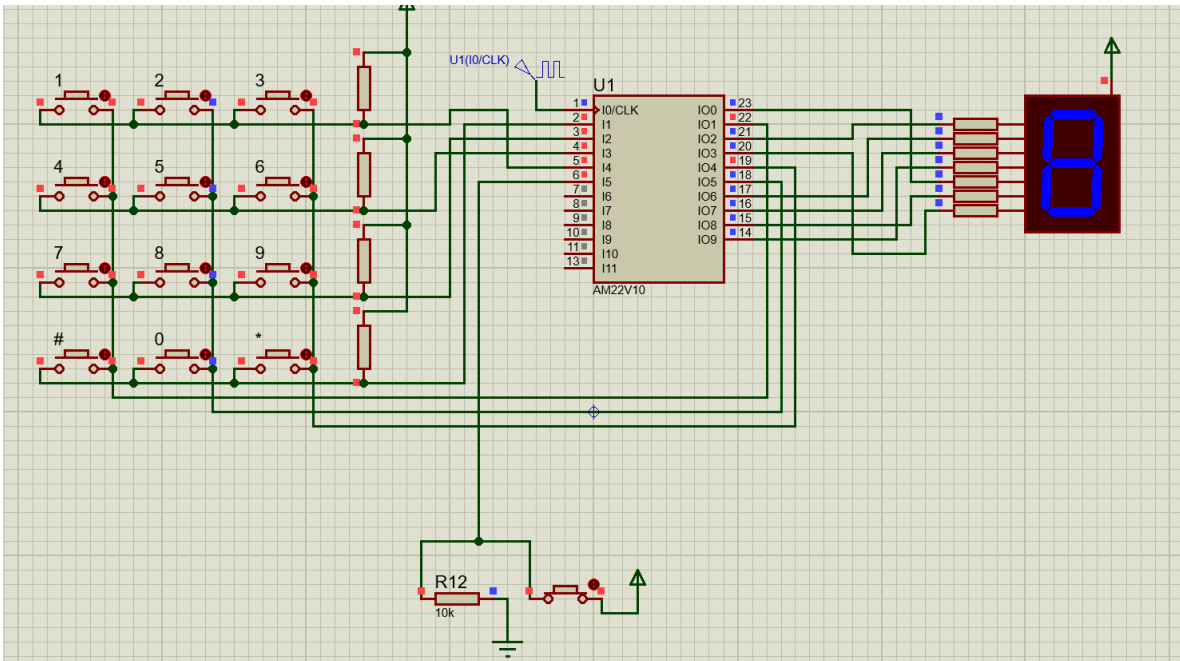 U1(I0/CLK)
U1
1 2 3
4 5 6
7 8 9
# 0 *
1 I0/CLK IO0 23
2 I1 IO1 22
3 I2 IO2 21
4 I3 IO3 20
5 I4 IO4 19
6 I5 IO5 18
7 I6 IO6 17
8 I7 IO7 16
9 I8 IO8 15
10 I9 IO9 14
11 I10
13 I11
AM22V10
R12
10k